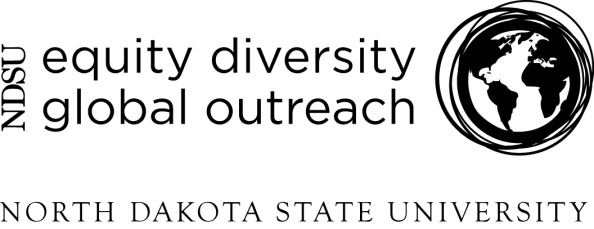 NDSU
equity diversity
global outreach
NORTH DAKOTA STATE UNIVERSITY